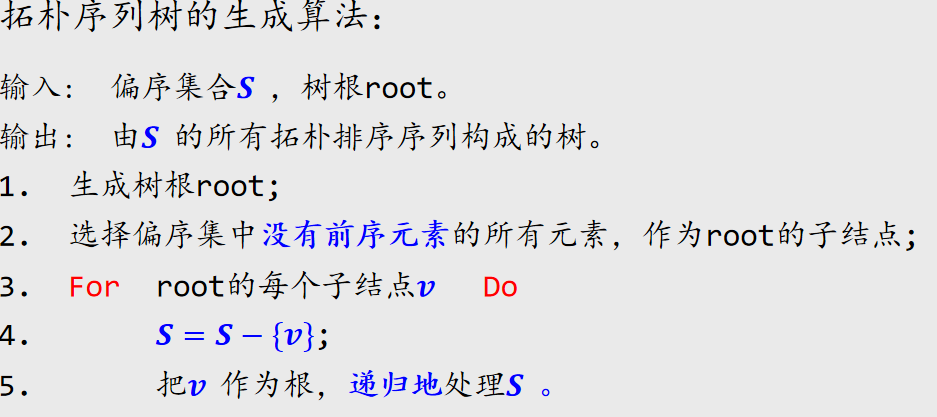 拓朴序列树的生成算法：
输入： 偏序集合S ，树根root。
输出： 由S 的所有拓朴排序序列构成的树。
1. 生成树根root;
2. 选择偏序集中没有前序元素的所有元素，作为root的子结点;
3. For root的每个子结点v Do
4. S = S − {v};
5. 把v 作为根，递归地处理S 。